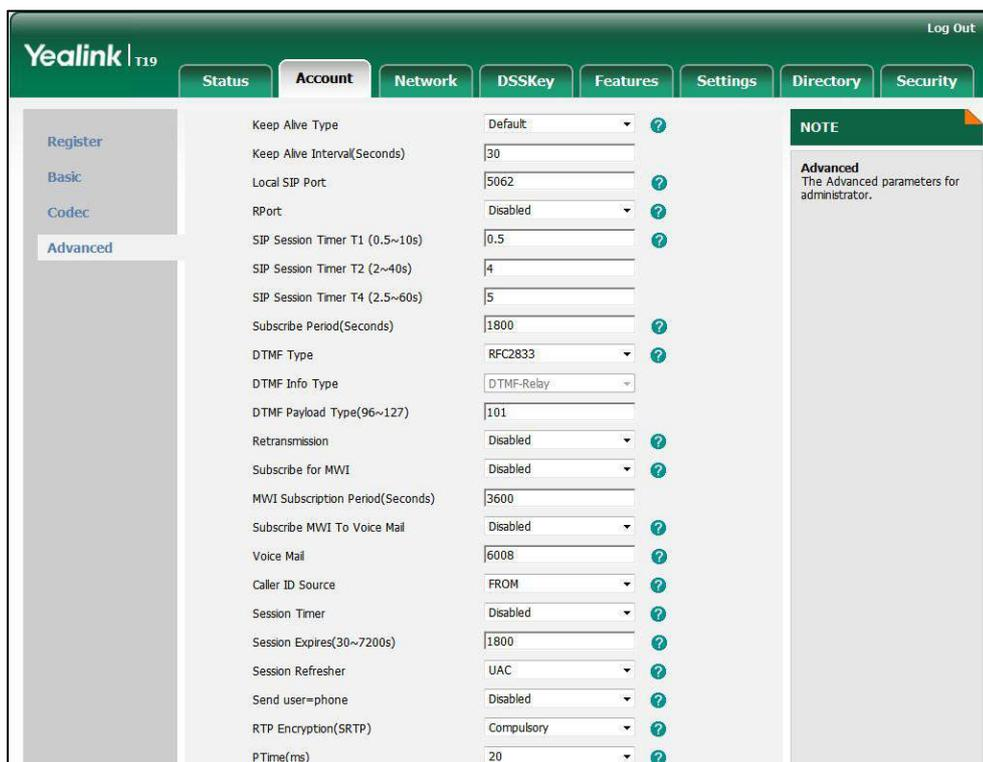 Log Out
Yealink | T19
Status Account Network DSSKey Features Settings Directory Security
Register
Basic
Codec
Advanced
Keep Alive Type Default
Keep Alive Interval(Seconds) 30
Local SIP Port 5062
RPort Disabled
SIP Session Timer T1 (0.5~10s) 0.5
SIP Session Timer T2 (2~40s) 4
SIP Session Timer T4 (2.5~60s) 5
Subscribe Period(Seconds) 1800
DTMF Type RFC2833
DTMF Info Type DTMF-Relay
DTMF Payload Type(96~127) 101
Retransmission Disabled
Subscribe for MWI Disabled
MWI Subscription Period(Seconds) 3600
Subscribe MWI To Voice Mail Disabled
Voice Mail 6008
Caller ID Source FROM
Session Timer Disabled
Session Expires(30~7200s) 1800
Session Refresher UAC
Send user=phone Disabled
RTP Encryption(SRTP) Compulsory
PTime(ms) 20
NOTE
Advanced
The Advanced parameters for
administrator.